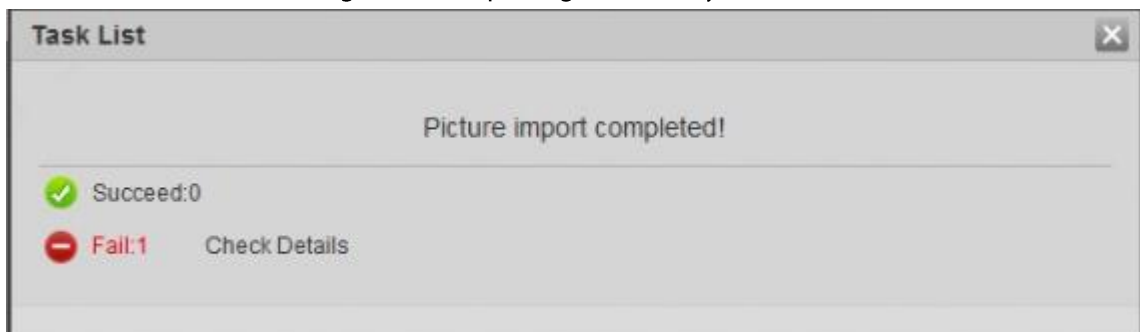 Task List
Picture import completed!
Succeed:0
Fail:1 Check Details